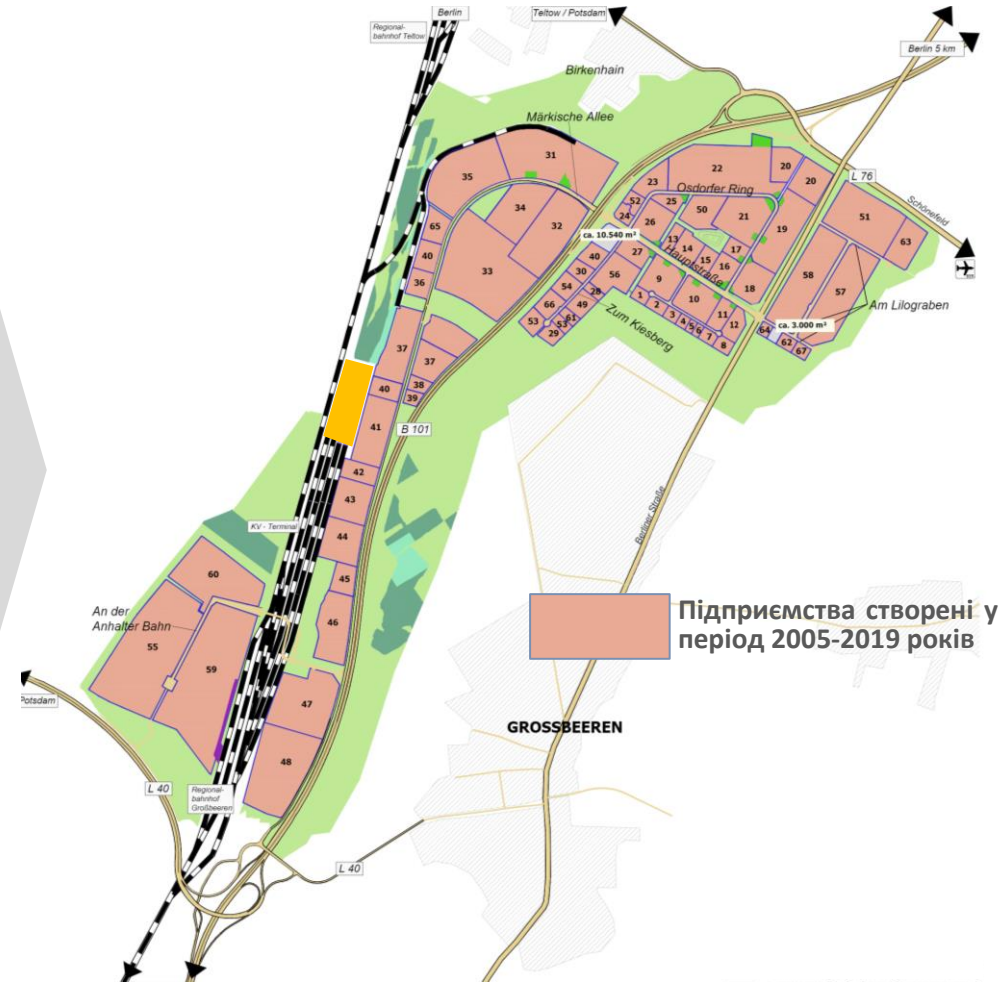 Berlin
Teltow / Potsdam
Regional-
bahnhof Teltow
Berlin 5 km
Birkenhain
Märkische Allee
31
35
22
20
20
L 76
23
Osdorfer Ring
34
52
25
50
21
51
Schönefeld
65
32
24
26
19
63
ca. 10.540 m²
13
14
17
40
33
40
27
Hauptstraße
15
16
58
36
30
56
9
18
57
54
28
1
10
Am Lilograben
66
49
2
11
37
53
61
53
29
Zum Kiesberg
3
4
5
6
7
8
12
64
ca. 3.000 m²
62
67
37
38
40
39
41
B 101
42
43
KV - Terminal
44
Berliner Straße
60
45
An der
Anhalter Bahn
46
55
59
Підприємства створені у
період 2005-2019 років
Potsdam
47
GROSSBEEREN
48
L 40
Regional-
bahnhof
Großbeeren
L 40